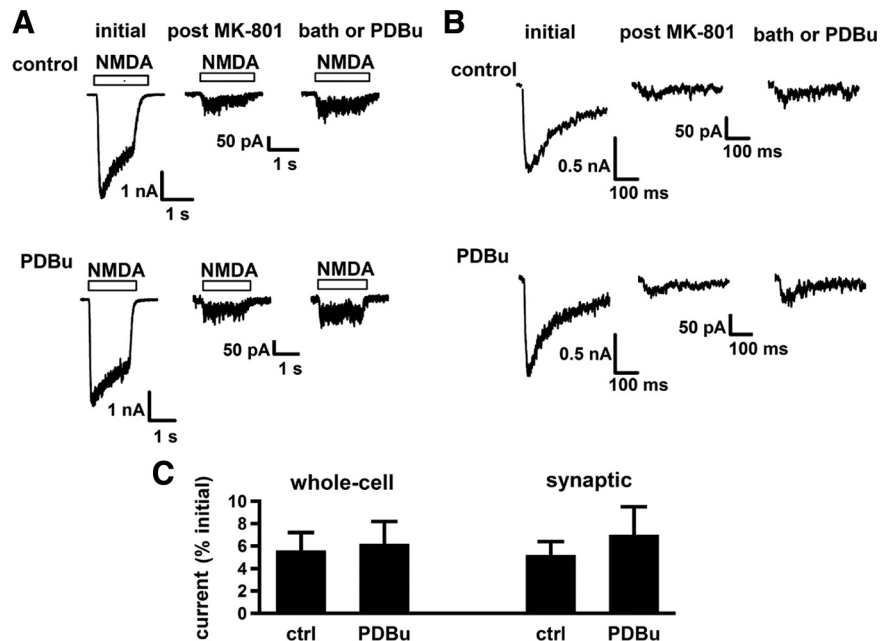 A
initial post MK-801 bath or PDBu
control
NMDA NMDA NMDA
50 pA
1 s
1 nA
1 s
PDBu
NMDA NMDA NMDA
50 pA
1 s
1 nA
1 s
B
initial post MK-801 bath or PDBu
control
50 pA
100 ms
0.5 nA
100 ms
PDBu
50 pA
100 ms
0.5 nA
100 ms
C
whole-cell synaptic
current (% initial)
10
8
6
4
2
0
ctrl PDBu ctrl PDBu